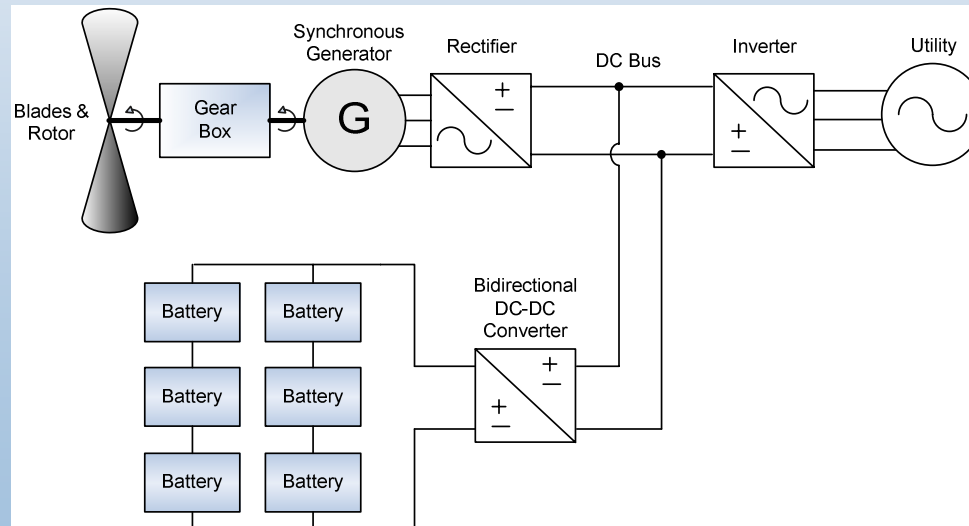 Synchronous
Generator
Rectifier
DC Bus
Inverter
Utility
Blades &
Rotor
Gear
Box
G
+
−
+
−
Bidirectional
DC-DC
Converter
Battery
Battery
+
−
Battery
Battery
+
−
Battery
Battery